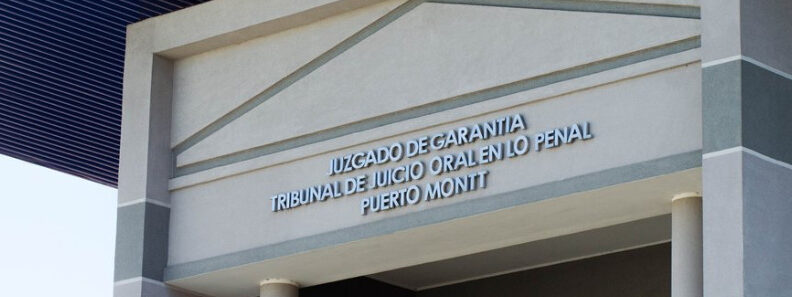 JUZGADO DE GARANTIA
TRIBUNAL DE JUICIO ORAL EN LO PENAL
PUERTO MONTT